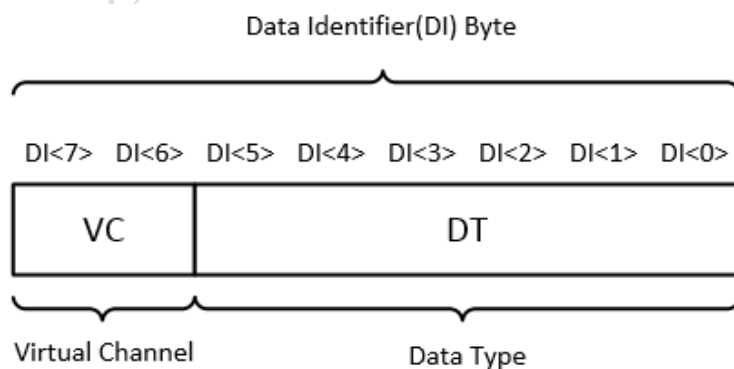 Data Identifier(DI) Byte
DI<7> DI<6> DI<5> DI<4> DI<3> DI<2> DI<1> DI<0>
VC DT
Virtual Channel Data Type